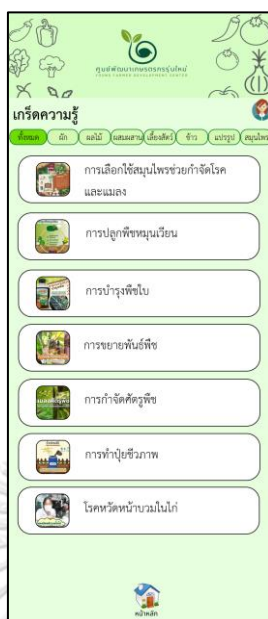 ศูนย์พัฒนาเกษตรกรรุ่นใหม่
YOUNG FARMER DEVELOPMENT CENTER
เกร็ดความรู้
ทั้งหมด ผัก ผลไม้ ผสมผสาน เลี้ยงสัตว์ ข้าว แปรรูป สมุนไพร
การเลือกใช้สมุนไพรช่วยกำจัดโรค
และแมลง
การปลูกพืชหมุนเวียน
การบำรุงพืชใบ
การขยายพันธุ์พืช
การกำจัดศัตรูพืช
การทำปุ๋ยชีวภาพ
โรคหวัดหน้าบวมในไก่
หน้าหลัก